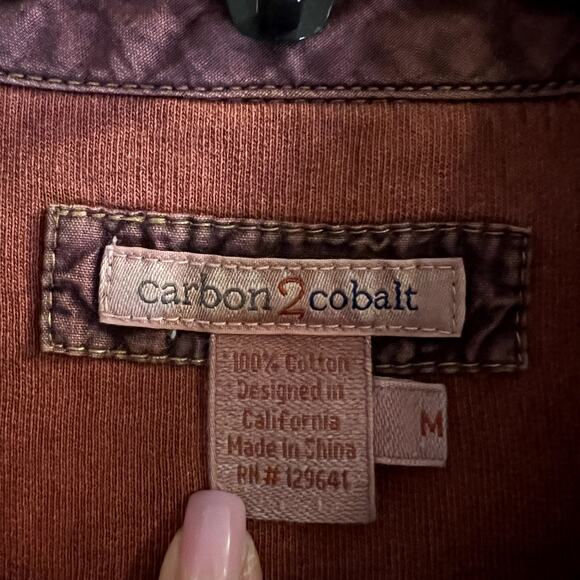 carbon2cobalt
100% Cotton
Designed in
California
Made in China
RN# 129641
M